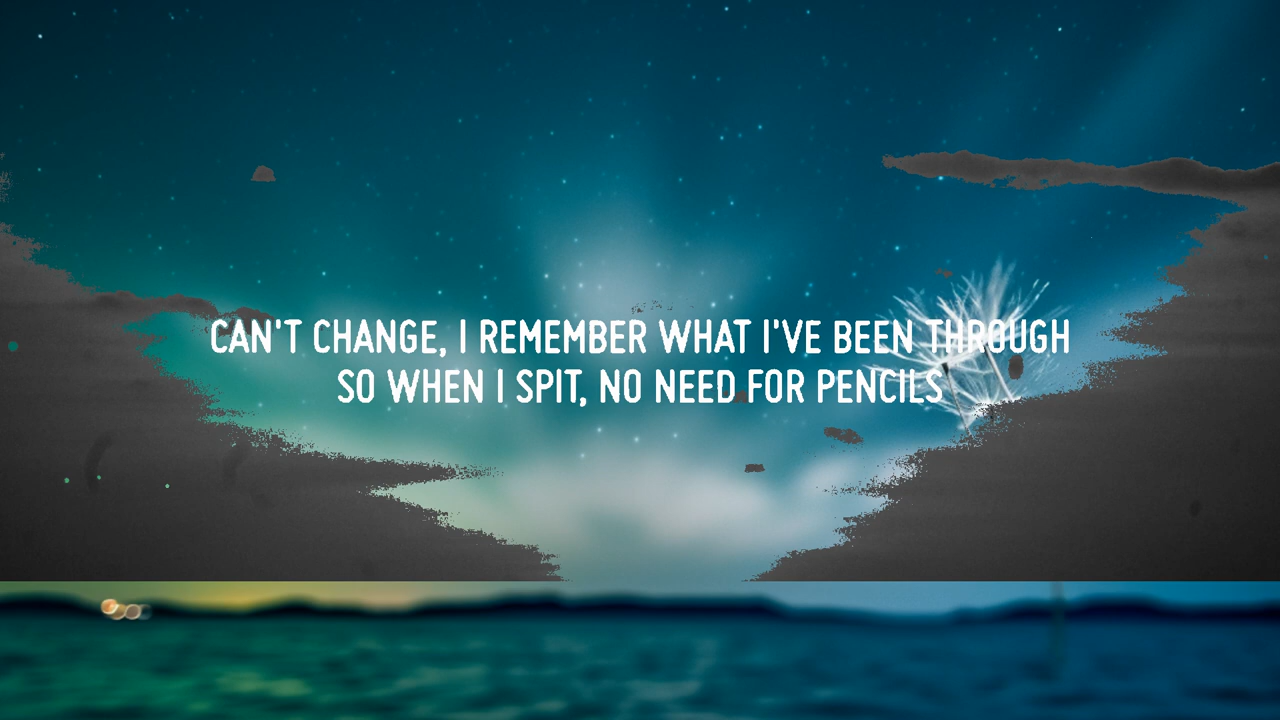 CAN'T CHANGE, I REMEMBER WHAT I'VE BEEN THROUGH
SO WHEN I SPIT, NO NEED FOR PENCILS